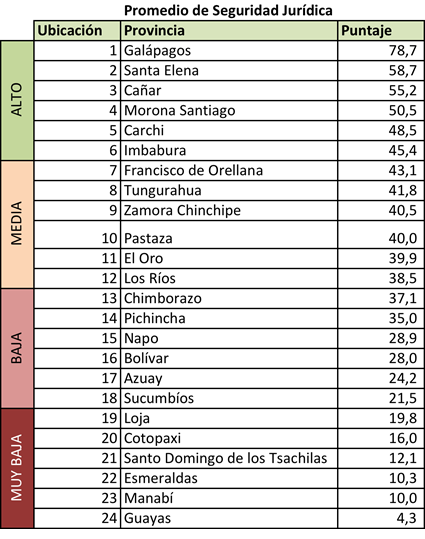 Promedio de Seguridad Jurídica
Ubicación Provincia Puntaje
ALTO
1 Galápagos 78,7
2 Santa Elena 58,7
3 Cañar 55,2
4 Morona Santiago 50,5
5 Carchi 48,5
6 Imbabura 45,4
MEDIA
7 Francisco de Orellana 43,1
8 Tungurahua 41,8
9 Zamora Chinchipe 40,5
10 Pastaza 40,0
11 El Oro 39,9
12 Los Ríos 38,5
BAJA
13 Chimborazo 37,1
14 Pichincha 35,0
15 Napo 28,9
16 Bolívar 28,0
17 Azuay 24,2
18 Sucumbíos 21,5
MUY BAJA
19 Loja 19,8
20 Cotopaxi 16,0
21 Santo Domingo de los Tsachilas 12,1
22 Esmeraldas 10,3
23 Manabí 10,0
24 Guayas 4,3